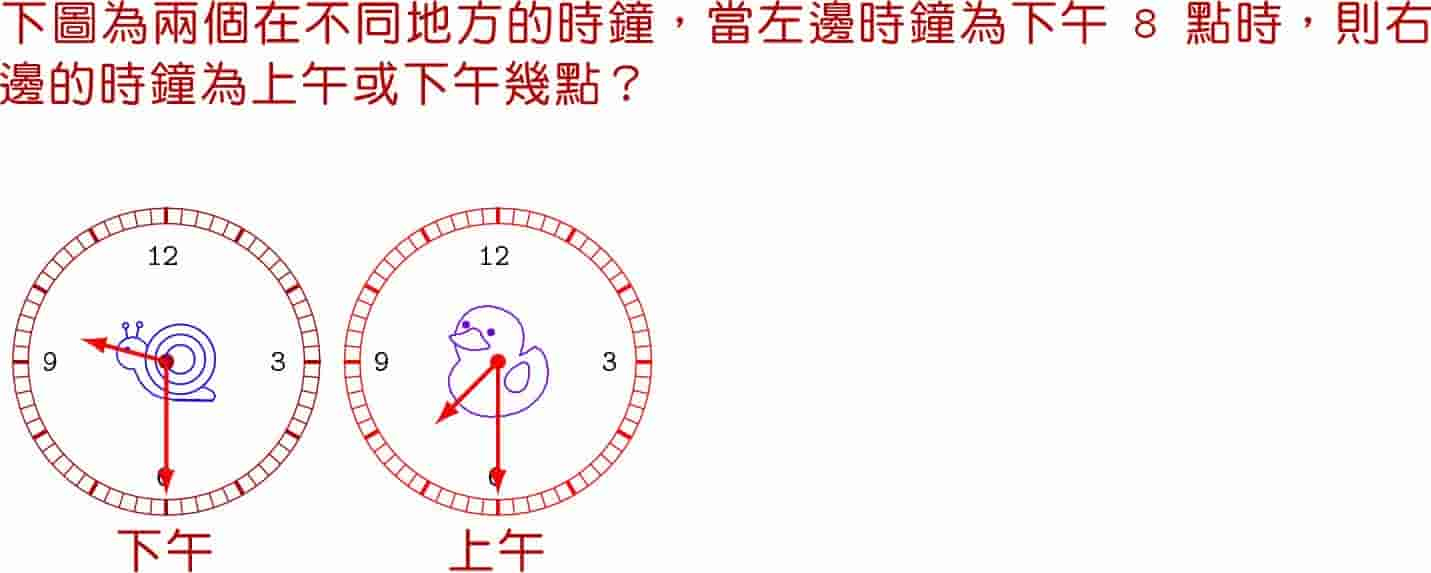 下圖為兩個在不同地方的時鐘，當左邊時鐘為下午 8 點時，則右
邊的時鐘為上午或下午幾點？
12 12
9 3 9 3
6 6
下午 上午